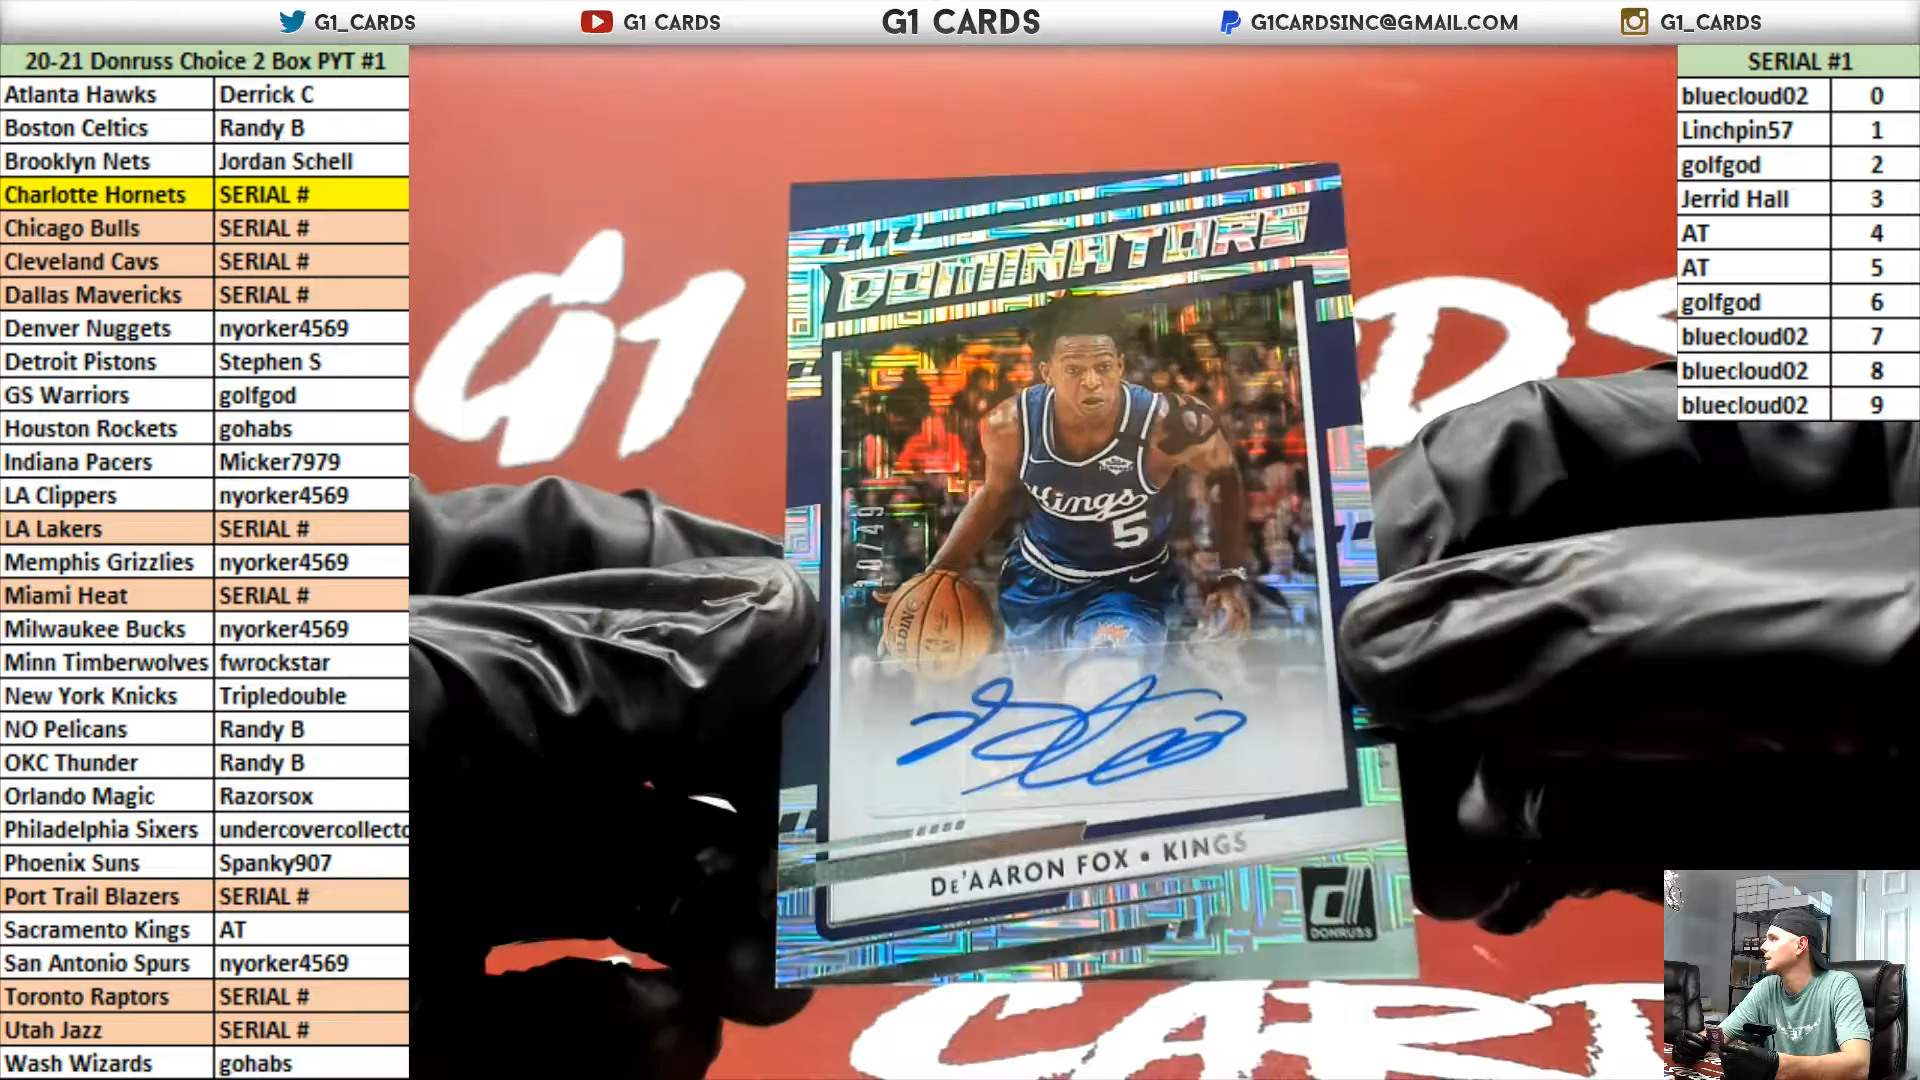 G1_CARDS
G1 CARDS
G1 CARDS
G1CARDSINC@GMAIL.COM
G1_CARDS
20-21 Donruss Choice 2 Box PYT #1
Atlanta Hawks Derrick C
Boston Celtics Randy B
Brooklyn Nets Jordan Schell
Charlotte Hornets SERIAL #
Chicago Bulls SERIAL #
Cleveland Cavs SERIAL #
Dallas Mavericks SERIAL #
Denver Nuggets nyorker4569
Detroit Pistons Stephen S
GS Warriors golfgod
Houston Rockets gohabs
Indiana Pacers Micker7979
LA Clippers nyorker4569
LA Lakers SERIAL #
Memphis Grizzlies nyorker4569
Miami Heat SERIAL #
Milwaukee Bucks nyorker4569
Minn Timberwolves fwrockstar
New York Knicks Tripledouble
NO Pelicans Randy B
OKC Thunder Randy B
Orlando Magic Razorsox
Philadelphia Sixers undercovercollecto
Phoenix Suns Spanky907
Port Trail Blazers SERIAL #
Sacramento Kings AT
San Antonio Spurs nyorker4569
Toronto Raptors SERIAL #
Utah Jazz SERIAL #
Wash Wizards gohabs
SERIAL #1
bluecloud02 0
Linchpin57 1
golfgod 2
Jerrid Hall 3
AT 4
AT 5
golfgod 6
bluecloud02 7
bluecloud02 8
bluecloud02 9
G1
DOMINATORS
Kings
5
10/49
DE'AARON FOX • KINGS
DONRUSS